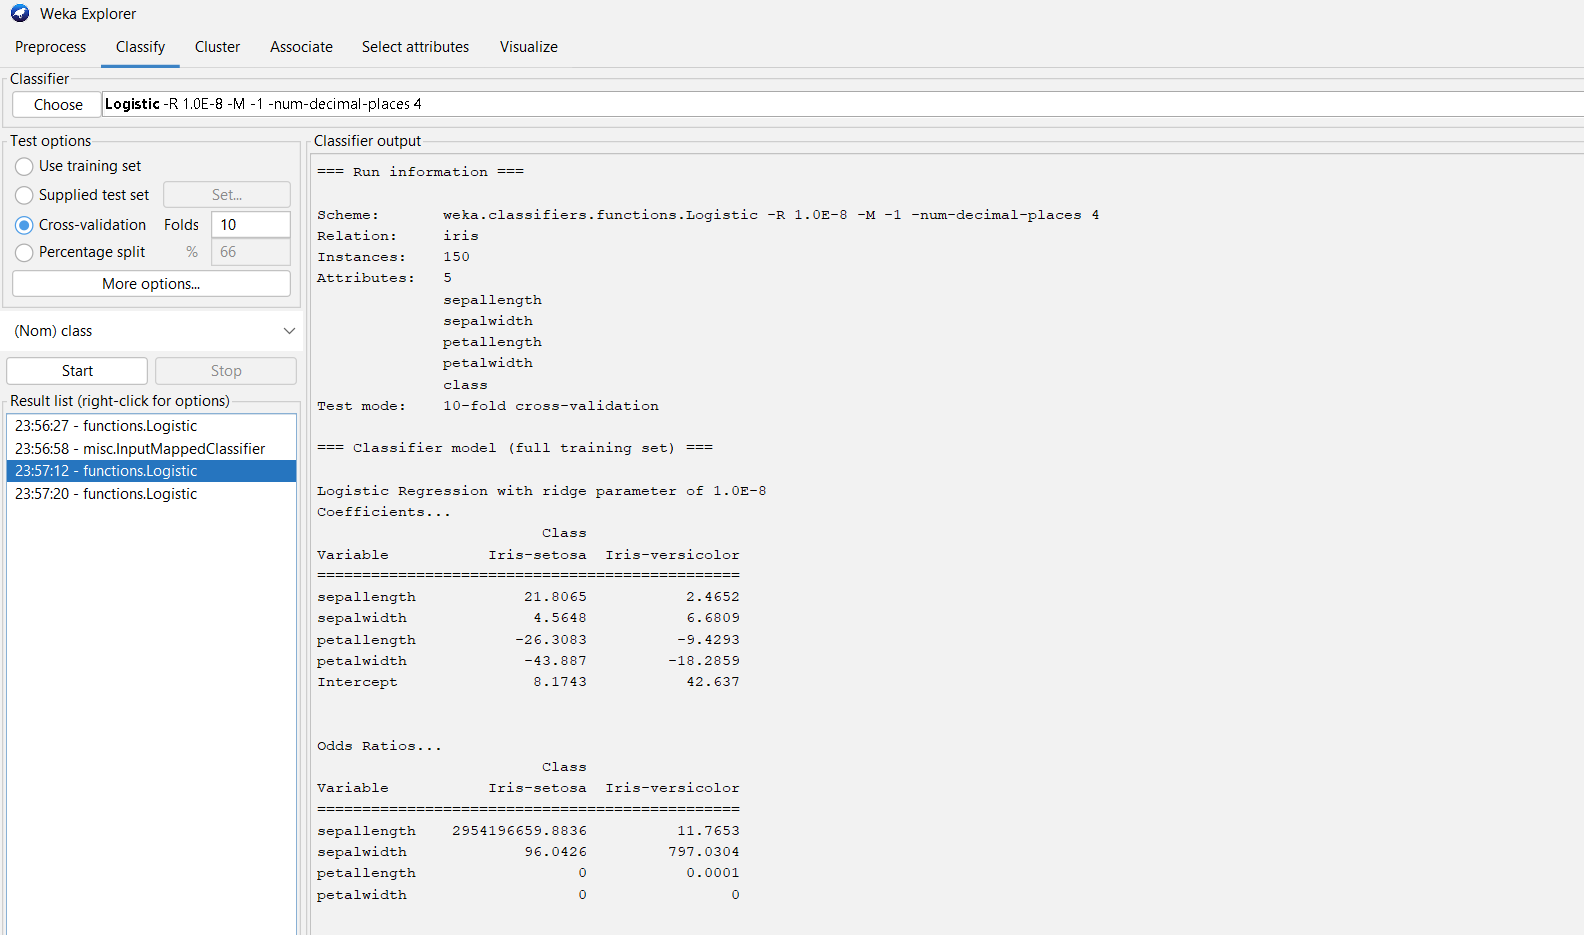 Weka Explorer
Preprocess Classify Cluster Associate Select attributes Visualize
Classifier
Choose Logistic -R 1.0E-8 -M -1 -num-decimal-places 4
Test options
Use training set
Supplied test set Set...
Cross-validation Folds 10
Percentage split % 66
More options...
(Nom) class
Start Stop
Result list (right-click for options)
23:56:27 - functions.Logistic
23:56:58 - misc.InputMappedClassifier
23:57:12 - functions.Logistic
23:57:20 - functions.Logistic
Classifier output
=== Run information ===
Scheme: weka.classifiers.functions.Logistic -R 1.0E-8 -M -1 -num-decimal-places 4
Relation: iris
Instances: 150
Attributes: 5
sepallength
sepalwidth
petallength
petalwidth
class
Test mode: 10-fold cross-validation
=== Classifier model (full training set) ===
Logistic Regression with ridge parameter of 1.0E-8
Coefficients...
Class
Variable Iris-setosa Iris-versicolor
===============================================
sepallength 21.8065 2.4652
sepalwidth 4.5648 6.6809
petallength -26.3083 -9.4293
petalwidth -43.887 -18.2859
Intercept 8.1743 42.637
Odds Ratios...
Class
Variable Iris-setosa Iris-versicolor
===============================================
sepallength 2954196659.8836 11.7653
sepalwidth 96.0426 797.0304
petallength 0 0.0001
petalwidth 0 0